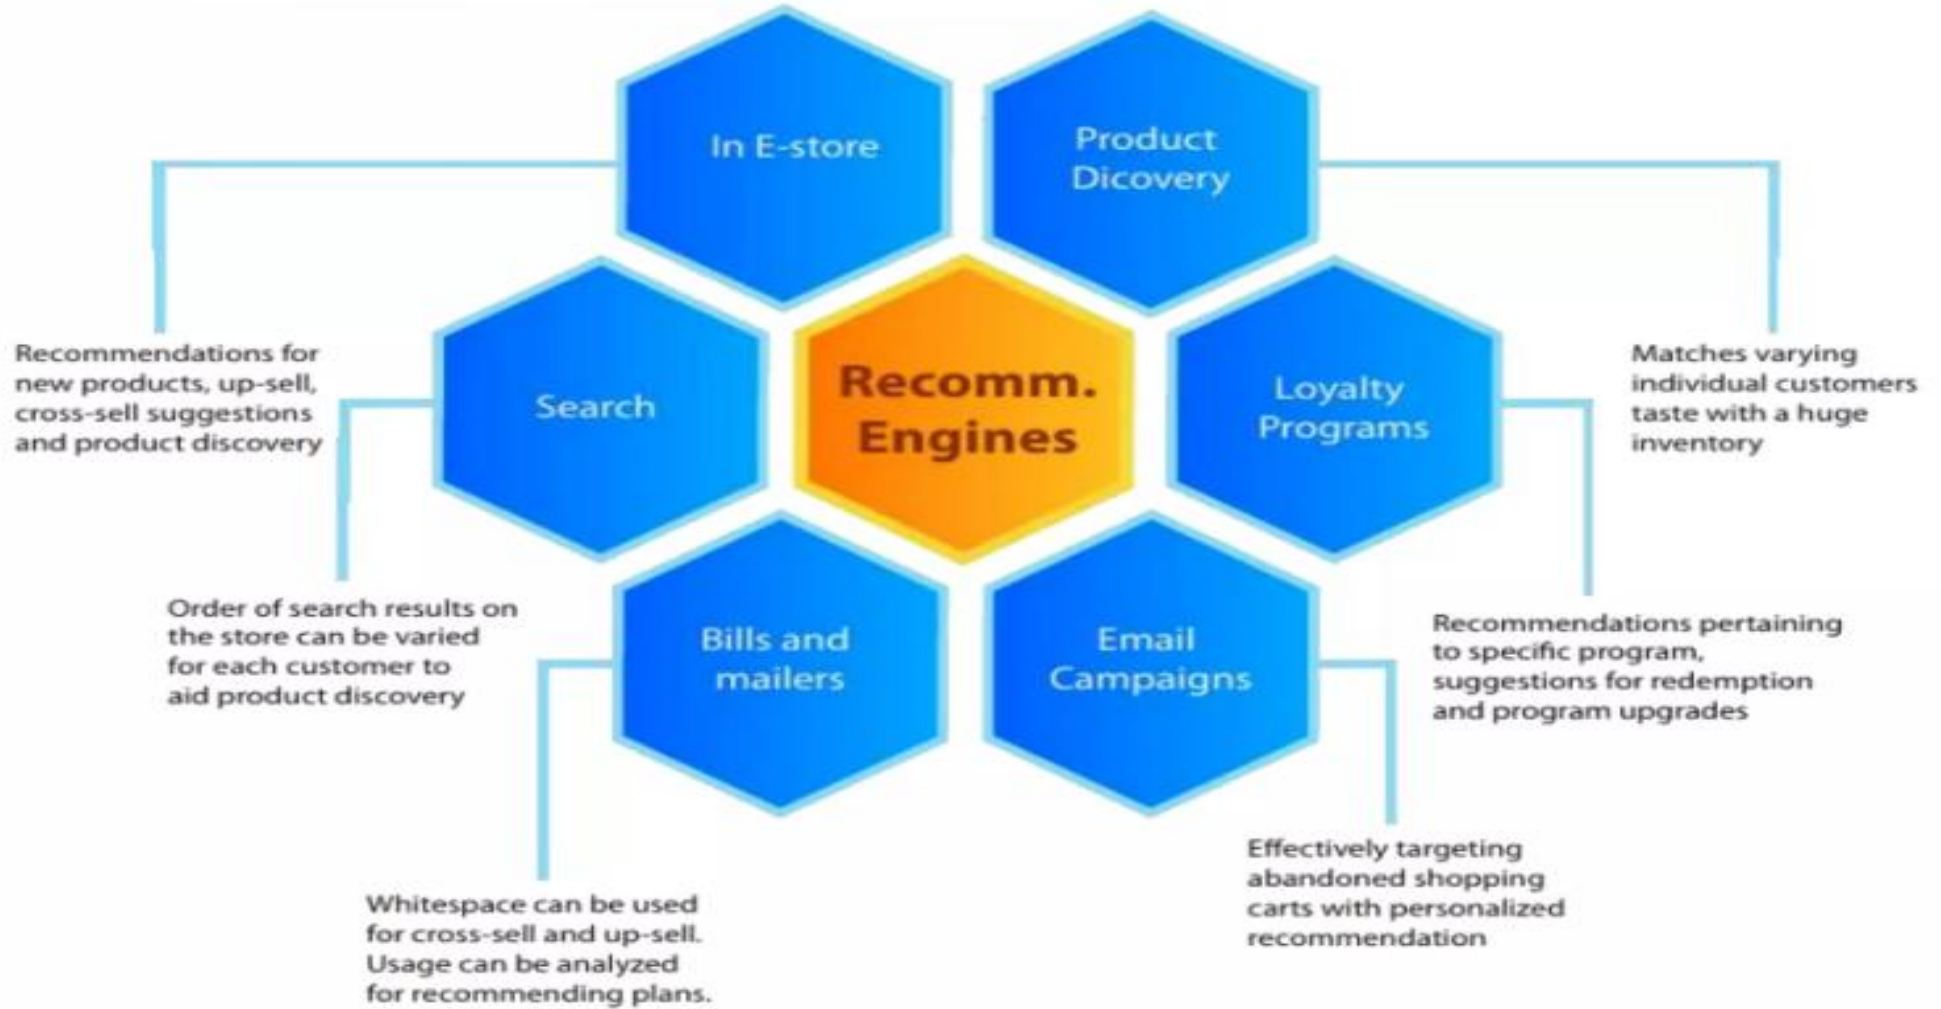 In E-store
Product
Dicovery
Recommendations for
new products, up-sell,
cross-sell suggestions
and product discovery
Search
Recomm.
Engines
Loyalty
Programs
Matches varying
individual customers
taste with a huge
inventory
Order of search results on
the store can be varied
for each customer to
aid product discovery
Bills and
mailers
Email
Campaigns
Recommendations pertaining
to specific program,
suggestions for redemption
and program upgrades
Whitespace can be used
for cross-sell and up-sell.
Usage can be analyzed
for recommending plans.
Effectively targeting
abandoned shopping
carts with personalized
recommendation